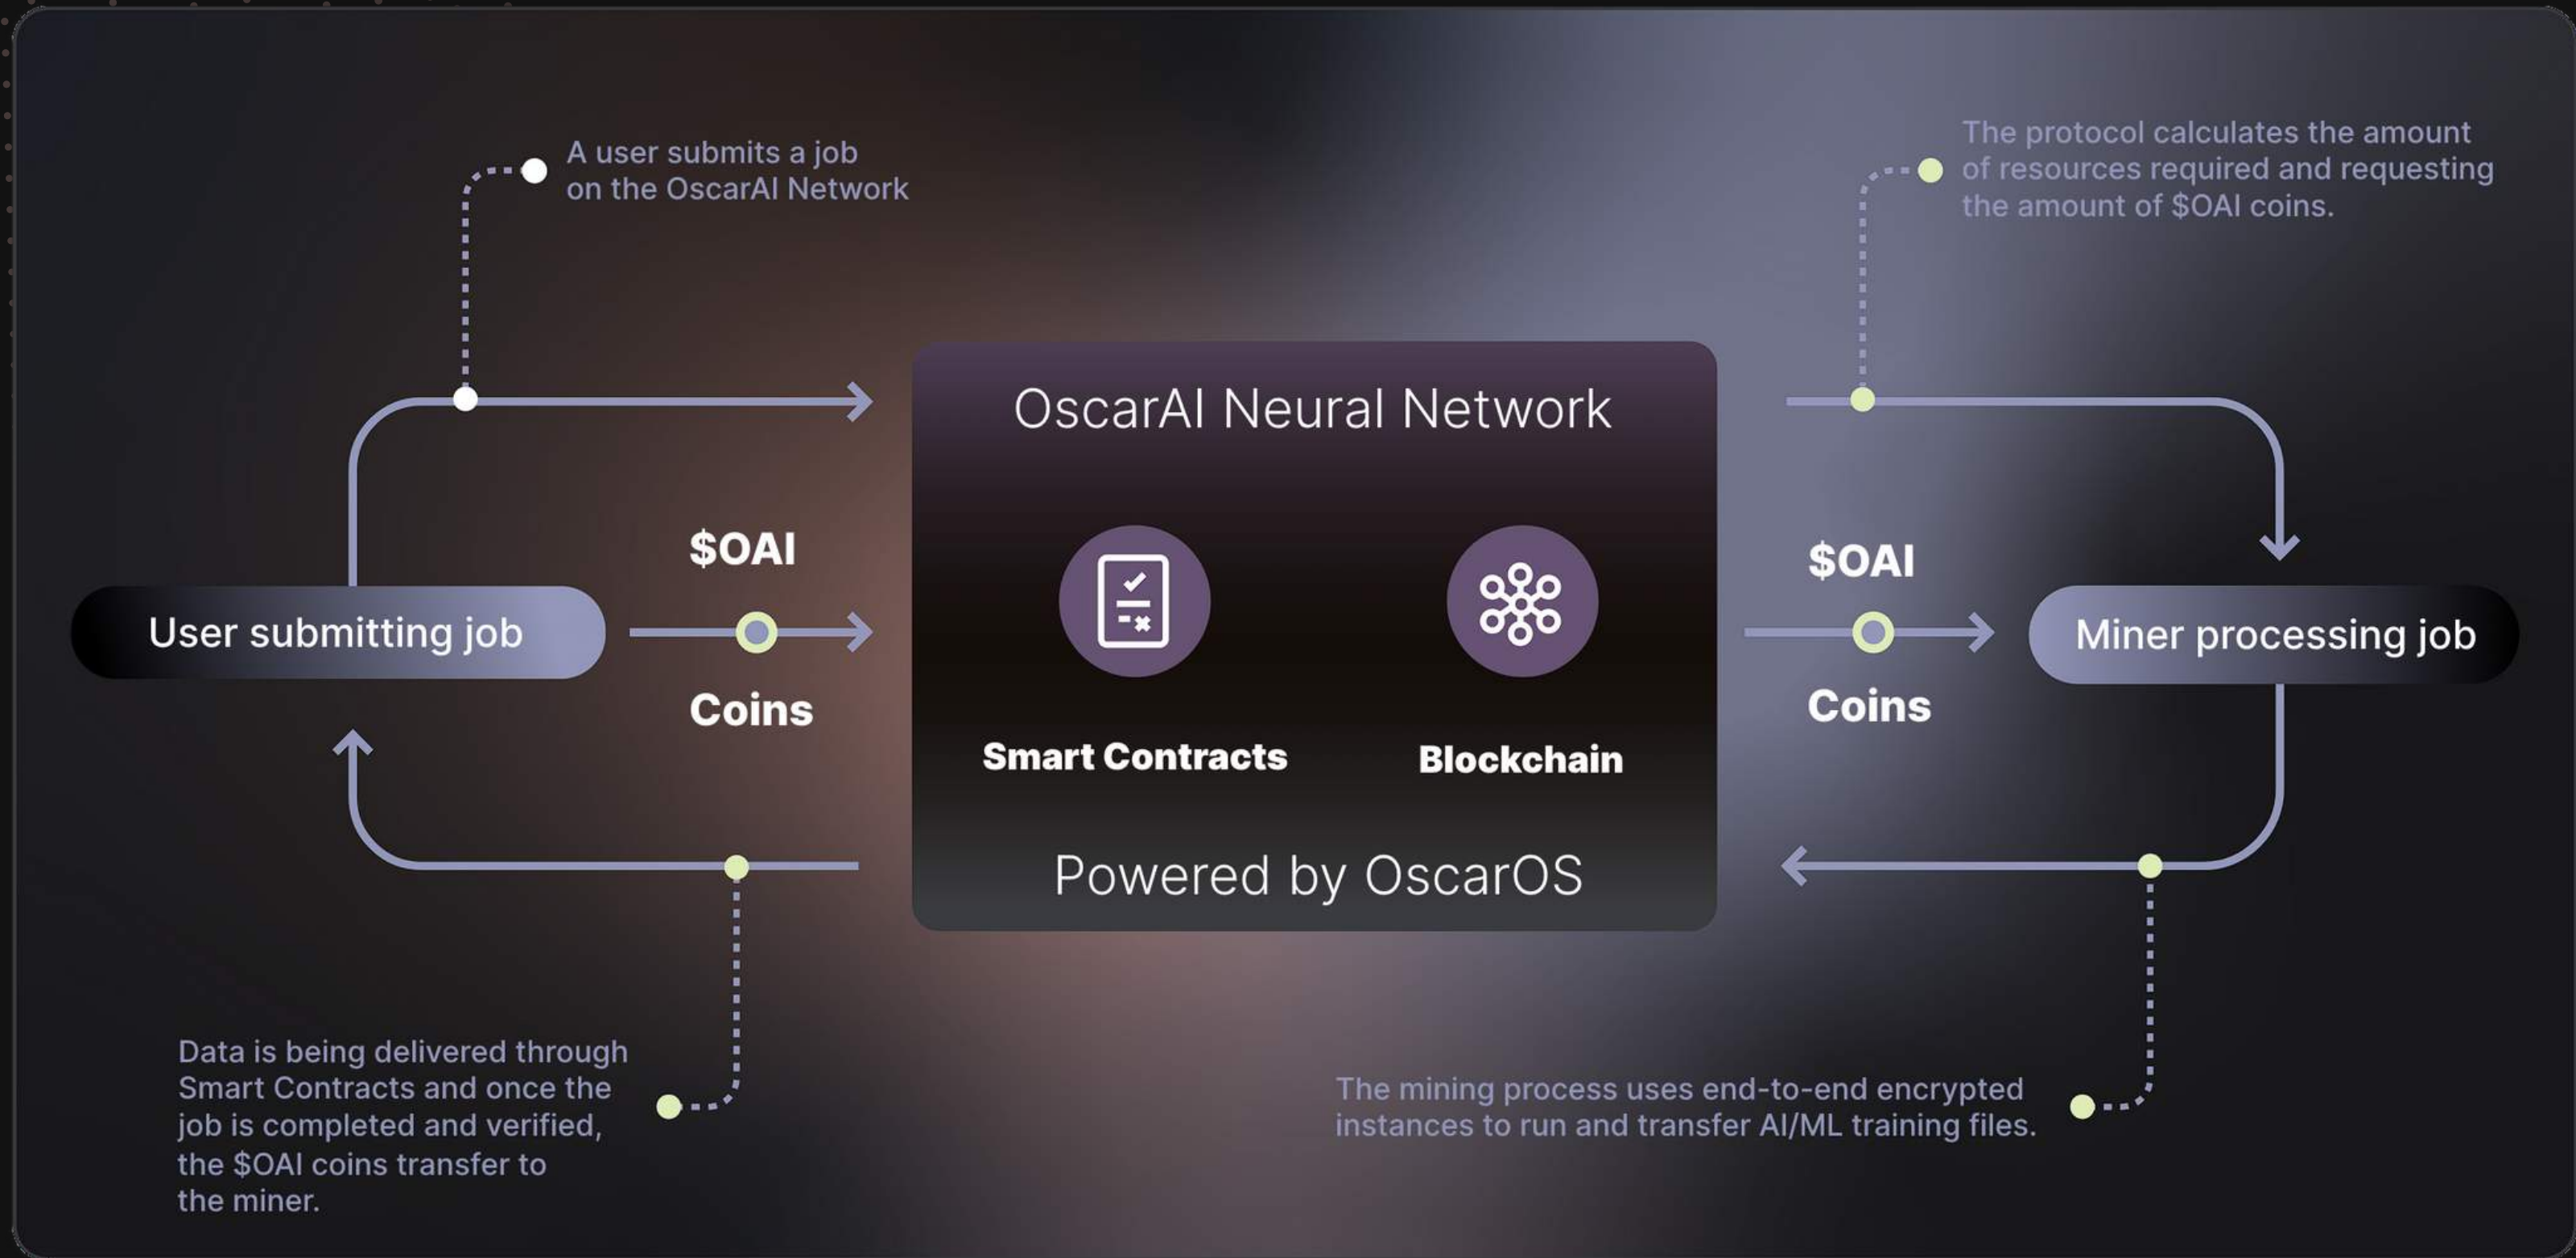 A user submits a job
on the OscarAI Network
The protocol calculates the amount
of resources required and requesting
the amount of $OAI coins.
OscarAI Neural Network
$OAI
Coins
User submitting job
Smart Contracts
Blockchain
Powered by OscarOS
$OAI
Coins
Miner processing job
Data is being delivered through
Smart Contracts and once the
job is completed and verified,
the $OAI coins transfer to
the miner.
The mining process uses end-to-end encrypted
instances to run and transfer AI/ML training files.